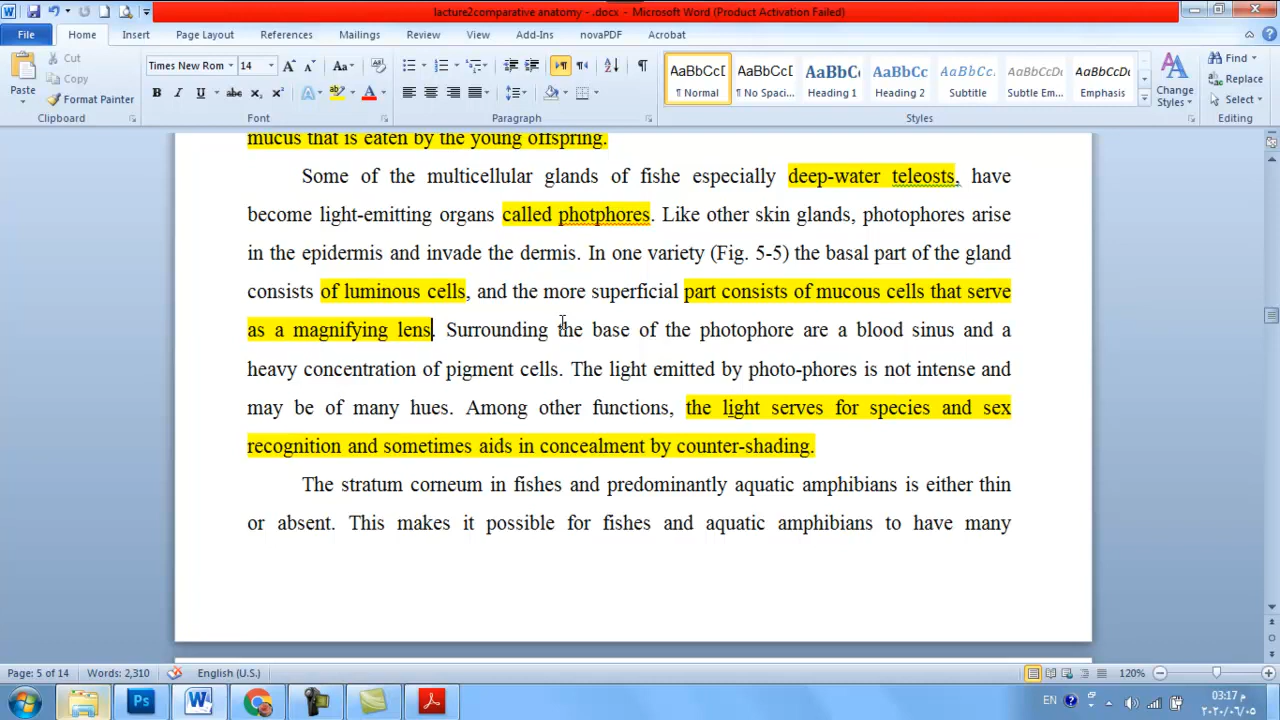 lacture2comparative anatomy - .docx - Microsoft Word (Product Activation Failed)
File Home Insert Page Layout References Mailings Review View Add-Ins novaPDF Acrobat
Paste
Cut
Copy
Format Painter
Clipboard
Times New Rom 14
Font
Paragraph
AaBbCcD AaBbCcD AaBbCc AaBbCc AaBbCcD AaBbCcDd AaBbCcDd
¶ Normal ¶ No Spaci... Heading 1 Heading 2 Subtitle Subtle Em... Emphasis
Change Styles
Styles
Find
Replace
Select
Editing
mucus that is eaten by the young offspring.
Some of the multicellular glands of fishe especially deep-water teleosts, have
become light-emitting organs called photphores. Like other skin glands, photophores arise
in the epidermis and invade the dermis. In one variety (Fig. 5-5) the basal part of the gland
consists of luminous cells, and the more superficial part consists of mucous cells that serve
as a magnifying lens. Surrounding the base of the photophore are a blood sinus and a
heavy concentration of pigment cells. The light emitted by photo-phores is not intense and
may be of many hues. Among other functions, the light serves for species and sex
recognition and sometimes aids in concealment by counter-shading.
The stratum corneum in fishes and predominantly aquatic amphibians is either thin
or absent. This makes it possible for fishes and aquatic amphibians to have many
Page: 5 of 14 Words: 2,310 English (U.S.) 120%
EN 03:17 م
٢٠٢٠/٠٦/٠٥